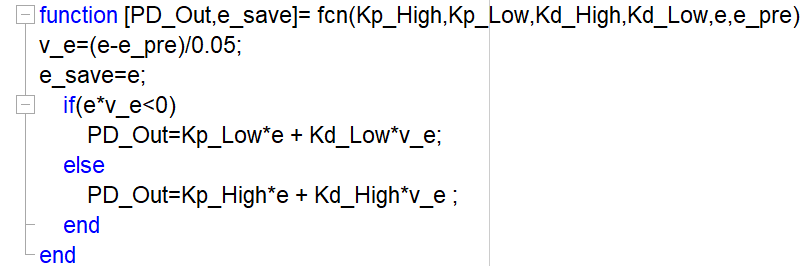 function [PD_Out,e_save]= fcn(Kp_High,Kp_Low,Kd_High,Kd_Low,e,e_pre)
v_e=(e-e_pre)/0.05;
e_save=e;
if(e*v_e<0)
PD_Out=Kp_Low*e + Kd_Low*v_e;
else
PD_Out=Kp_High*e + Kd_High*v_e ;
end
end